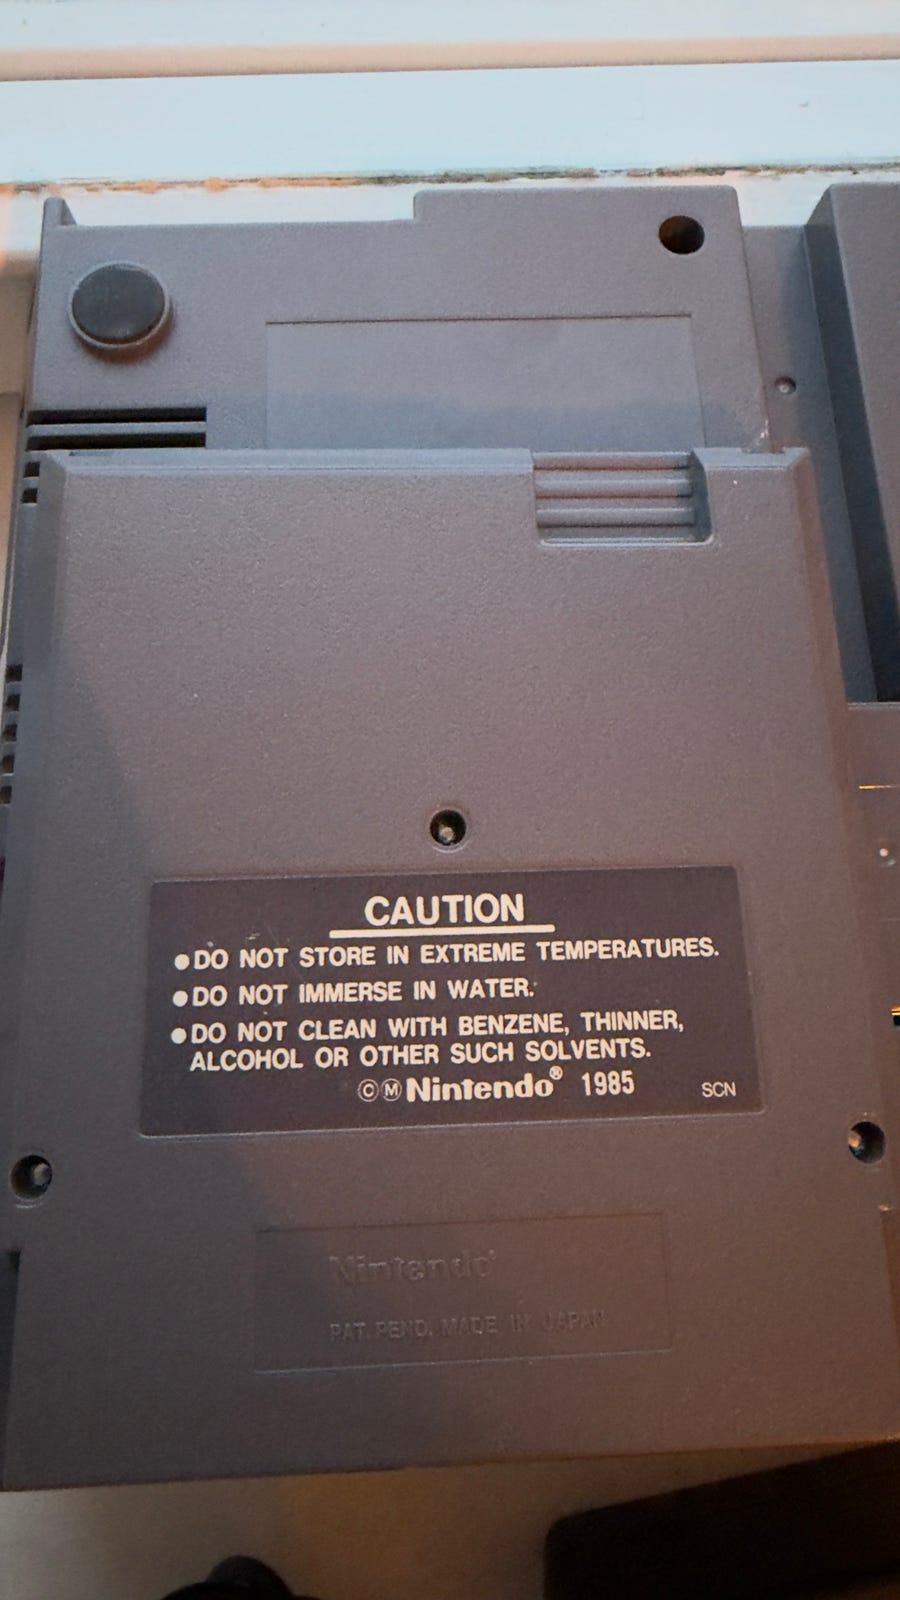 CAUTION
●DO NOT STORE IN EXTREME TEMPERATURES.
●DO NOT IMMERSE IN WATER.
●DO NOT CLEAN WITH BENZENE, THINNER,
ALCOHOL OR OTHER SUCH SOLVENTS.
©Ⓜ Nintendo® 1985 SCN
Nintendo®
PAT. PEND. MADE IN JAPAN